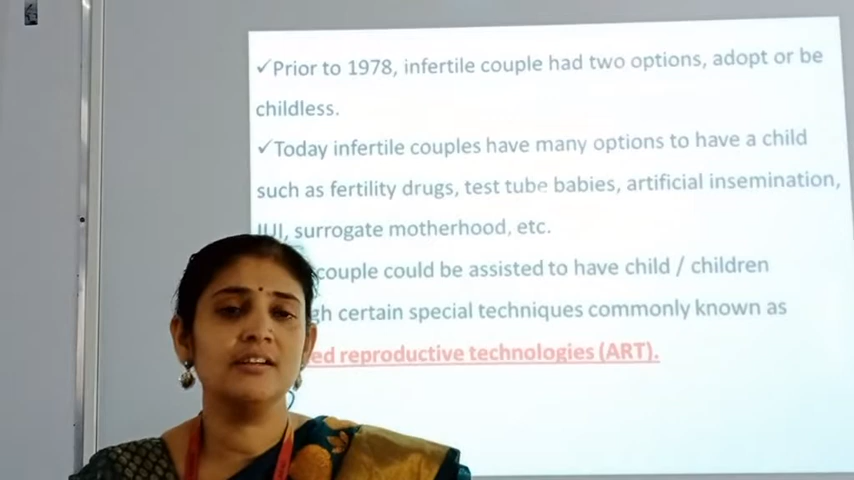 ✓Prior to 1978, infertile couple had two options, adopt or be
childless.
✓Today infertile couples have many options to have a child
such as fertility drugs, test tube babies, artificial insemination,
IUI, surrogate motherhood, etc.
couple could be assisted to have child / children
certain special techniques commonly known as
reproductive technologies (ART).